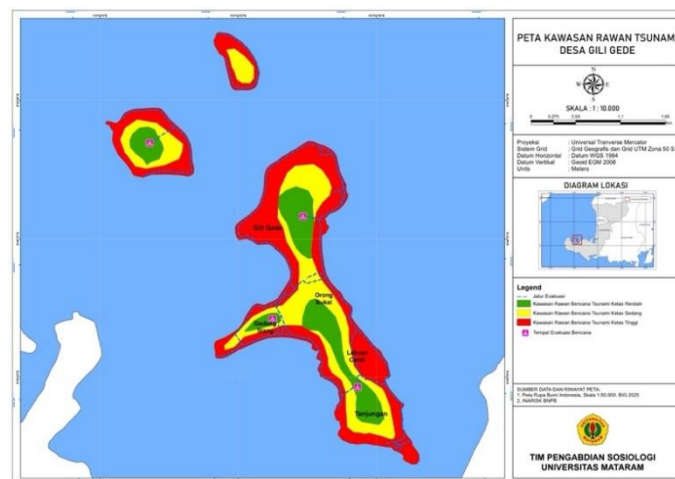 PETA KAWASAN RAWAN TSUNAMI
DESA GILI GEDE
SKALA : 1 : 10.000
Proyeksi : Universal Tranverse Mercator
Sistem Grid : Grid Geografis dan Grid UTM Zona 50 S
Datum Horizontal : Datum WGS 1984
Datum Vertikal : Geoid EGM 2008
Units : Meters
DIAGRAM LOKASI
Legend
Jalur Evakuasi
Kawasan Rawan Bencana Tsunami Kelas Rendah
Kawasan Rawan Bencana Tsunami Kelas Sedang
Kawasan Rawan Bencana Tsunami Kelas Tinggi
Tempat Evakuasi Bencana
SUMBER DATA DAN RIWAYAT PETA:
1. Peta Rupa Bumi Indonesia, Skala 1:50.000, BIG 2025
2. INARISK BNPB
TIM PENGABDIAN SOSIOLOGI
UNIVERSITAS MATARAM
Gili Gede
Orong
Bukal
Gedang
Labuan
Tanjungan